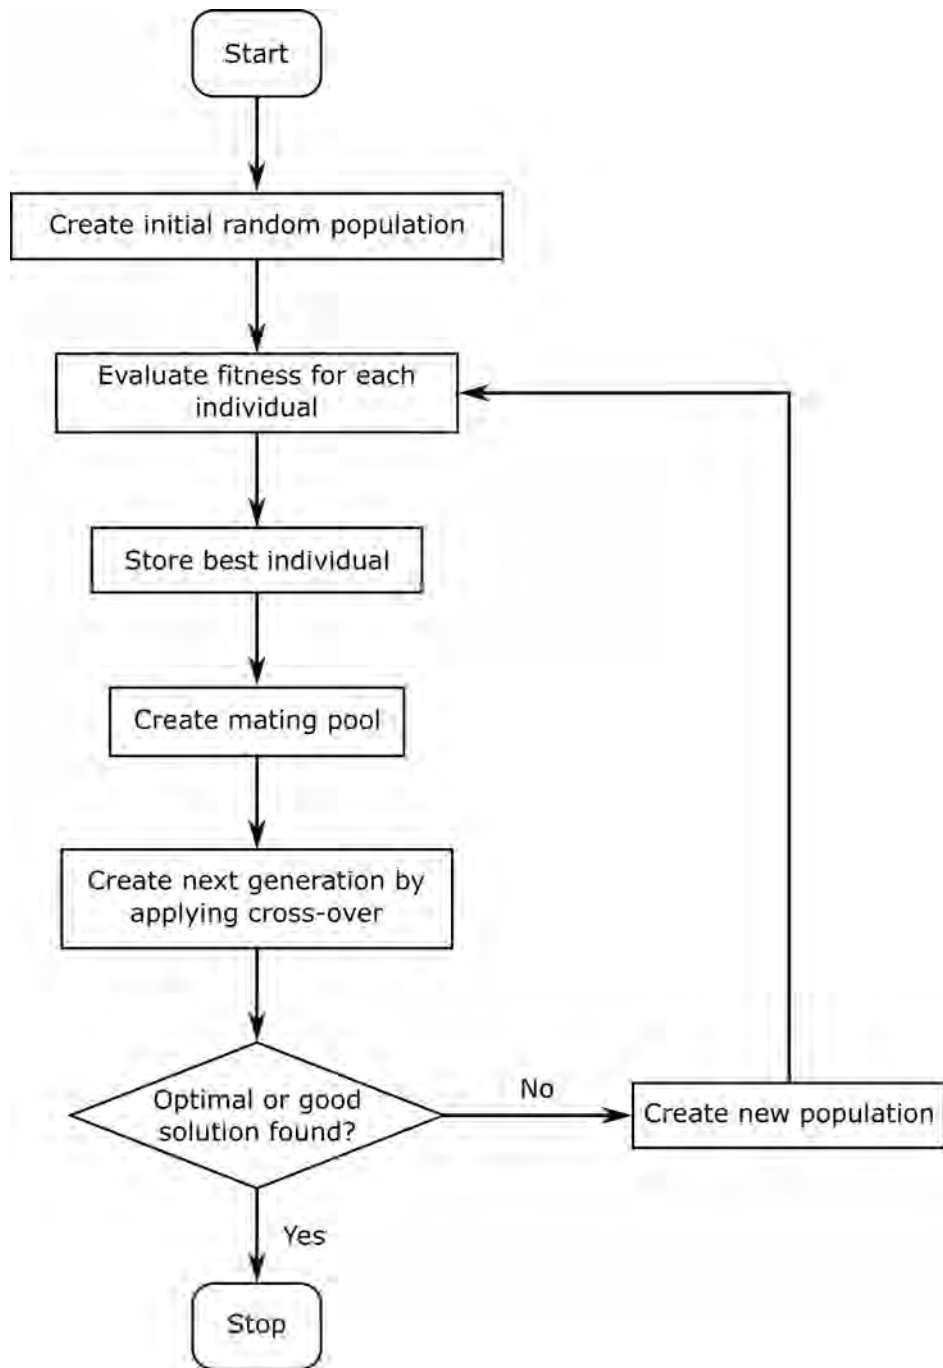 Start
Create initial random population
Evaluate fitness for each
individual
Store best individual
Create mating pool
Create next generation by
applying cross-over
Optimal or good
solution found?
No
Create new population
Yes
Stop